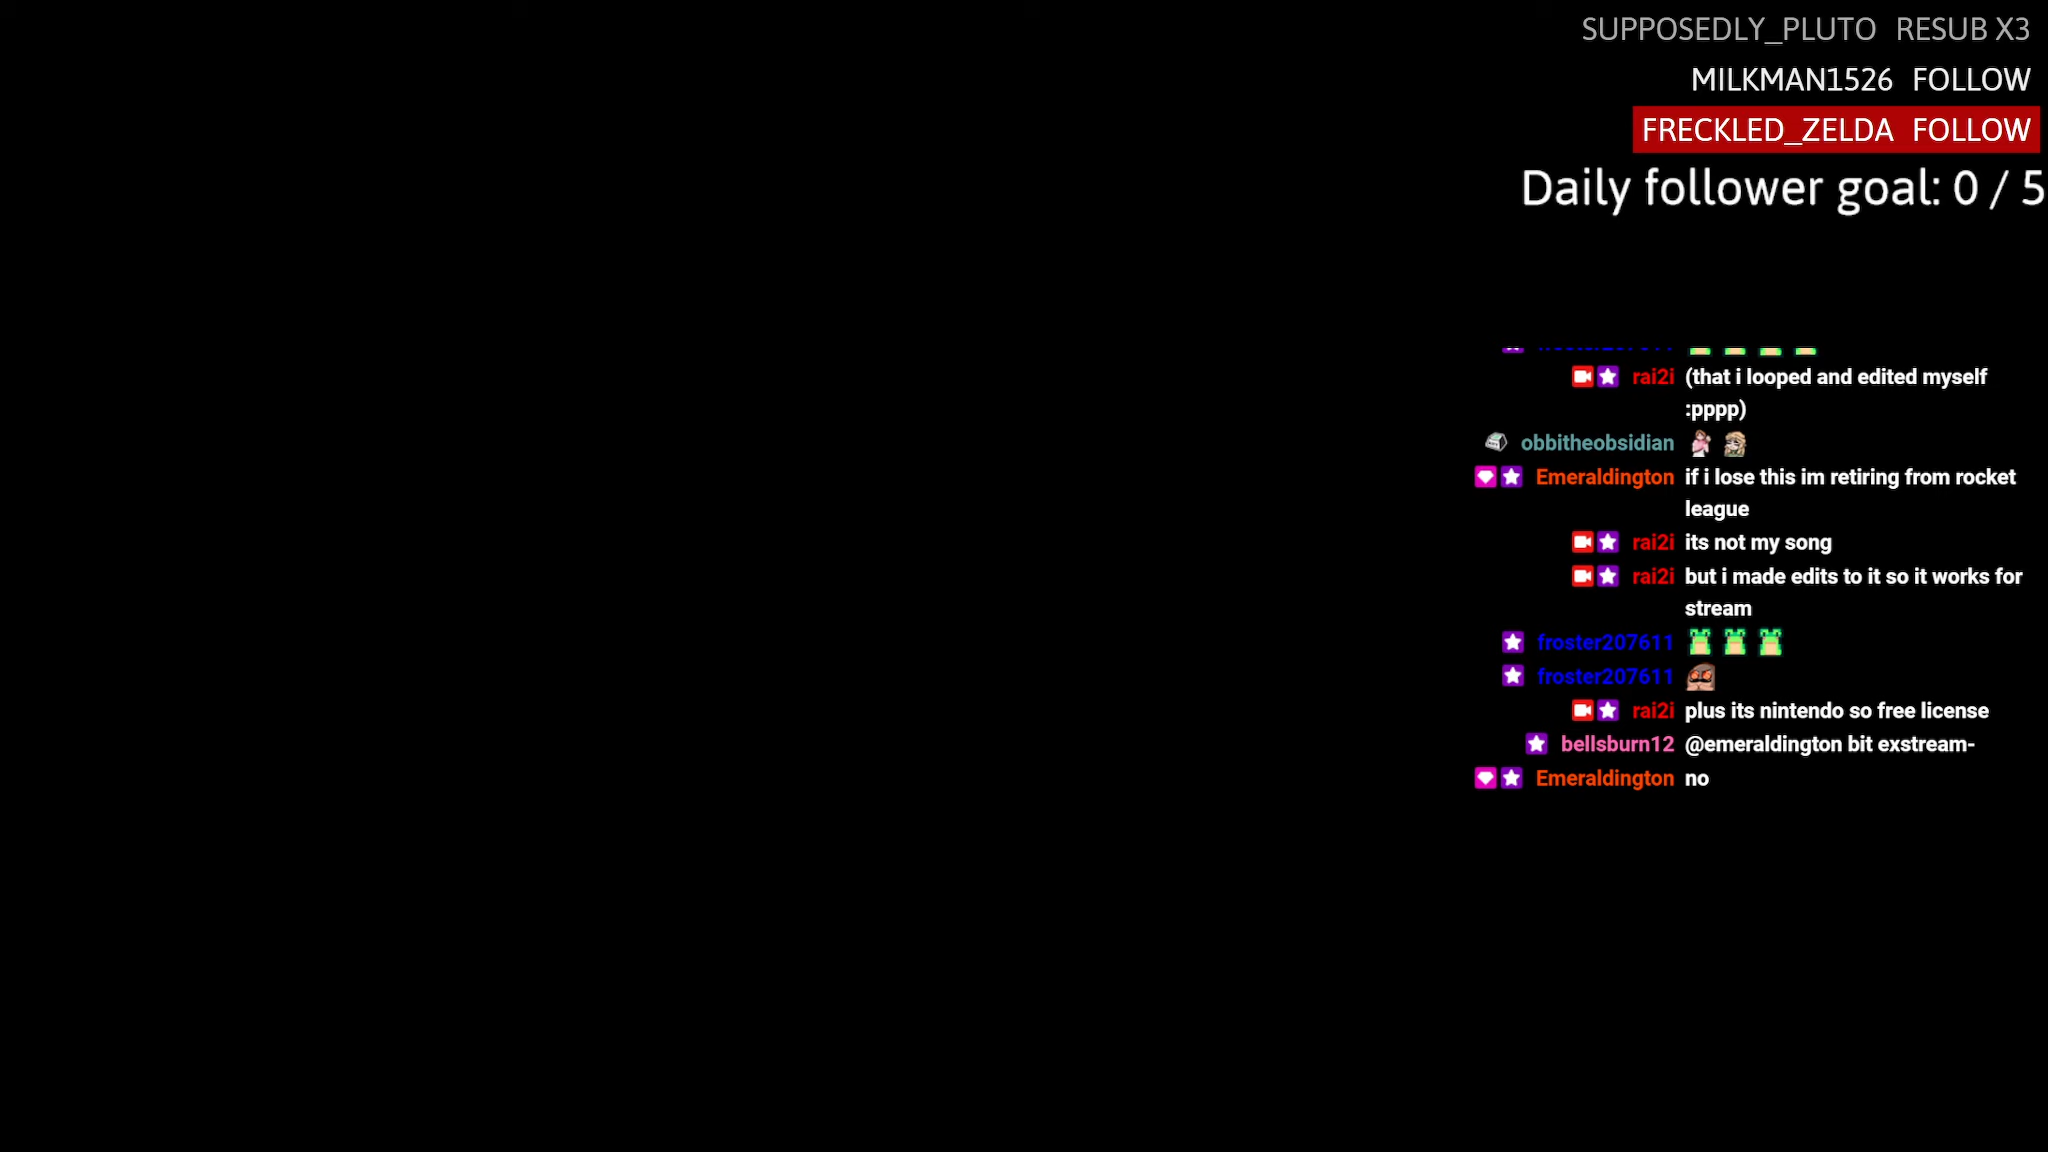 SUPPOSEDLY_PLUTO RESUB X3
MILKMAN1526 FOLLOW
FRECKLED_ZELDA FOLLOW
Daily follower goal: 0 / 5
rai2i (that i looped and edited myself
:pppp)
obbitheobsidian
Emeraldington if i lose this im retiring from rocket
league
rai2i its not my song
rai2i but i made edits to it so it works for
stream
froster207611
froster207611
rai2i plus its nintendo so free license
bellsburn12 @emeraldington bit exstream-
Emeraldington no